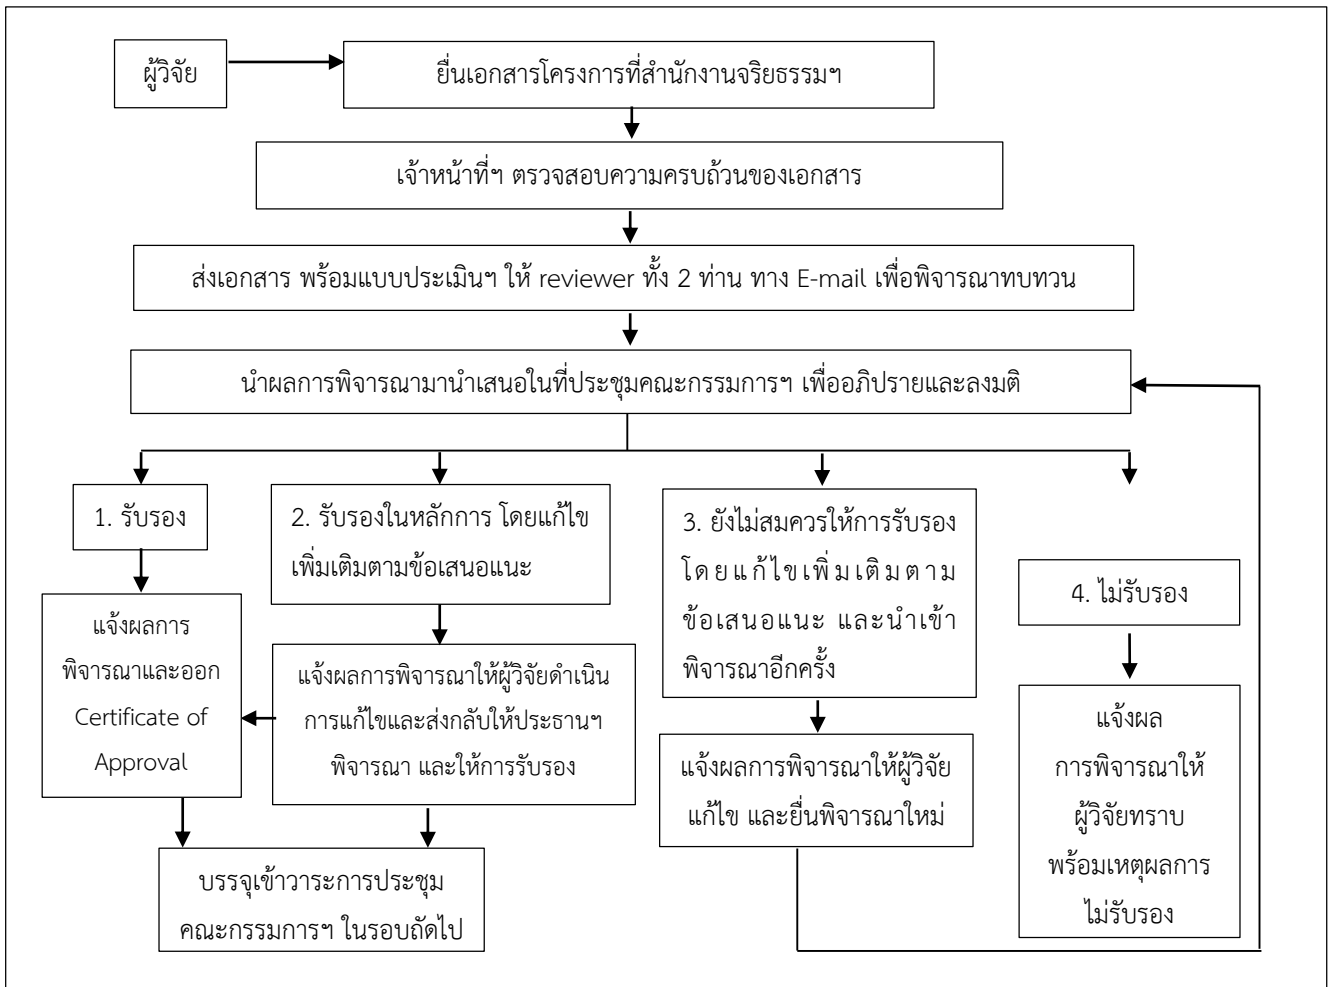 ผู้วิจัย
ยื่นเอกสารโครงการที่สำนักงานจริยธรรมฯ
เจ้าหน้าที่ฯ ตรวจสอบความครบถ้วนของเอกสาร
ส่งเอกสาร พร้อมแบบประเมินฯ ให้ reviewer ทั้ง 2 ท่าน ทาง E-mail เพื่อพิจารณาทบทวน
นำผลการพิจารณามานำเสนอในที่ประชุมคณะกรรมการฯ เพื่ออภิปรายและลงมติ
1. รับรอง
2. รับรองในหลักการ โดยแก้ไข
เพิ่มเติมตามข้อเสนอแนะ
3. ยังไม่สมควรให้การรับรอง
โดยแก้ไขเพิ่มเติมตาม
ข้อเสนอแนะ และนำเข้า
พิจารณาอีกครั้ง
4. ไม่รับรอง
แจ้งผลการ
พิจารณาและออก
Certificate of
Approval
แจ้งผลการพิจารณาให้ผู้วิจัยดำเนิน
การแก้ไขและส่งกลับให้ประธานฯ
พิจารณา และให้การรับรอง
แจ้งผลการพิจารณาให้ผู้วิจัย
แก้ไข และยื่นพิจารณาใหม่
แจ้งผล
การพิจารณาให้
ผู้วิจัยทราบ
พร้อมเหตุผลการ
ไม่รับรอง
บรรจุเข้าวาระการประชุม
คณะกรรมการฯ ในรอบถัดไป